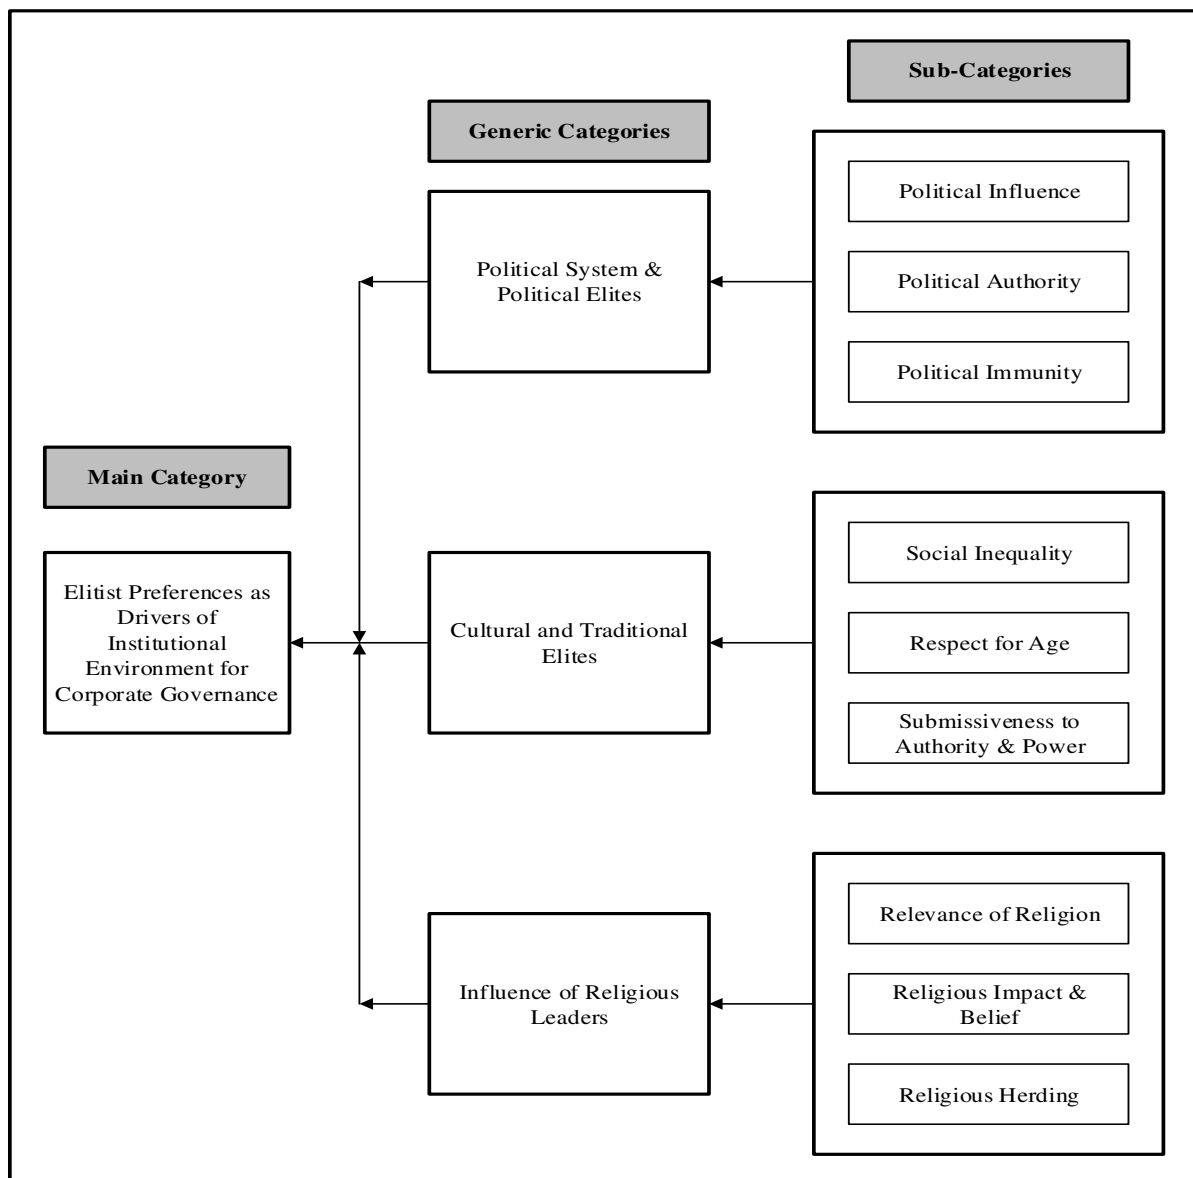 Sub-Categories
Generic Categories
Political Influence
Political System &
Political Elites
Political Authority
Political Immunity
Main Category
Social Inequality
Elitist Preferences as
Drivers of
Institutional
Environment for
Corporate Governance
Cultural and Traditional
Elites
Respect for Age
Submissiveness to
Authority & Power
Relevance of Religion
Influence of Religious
Leaders
Religious Impact &
Belief
Religious Herding